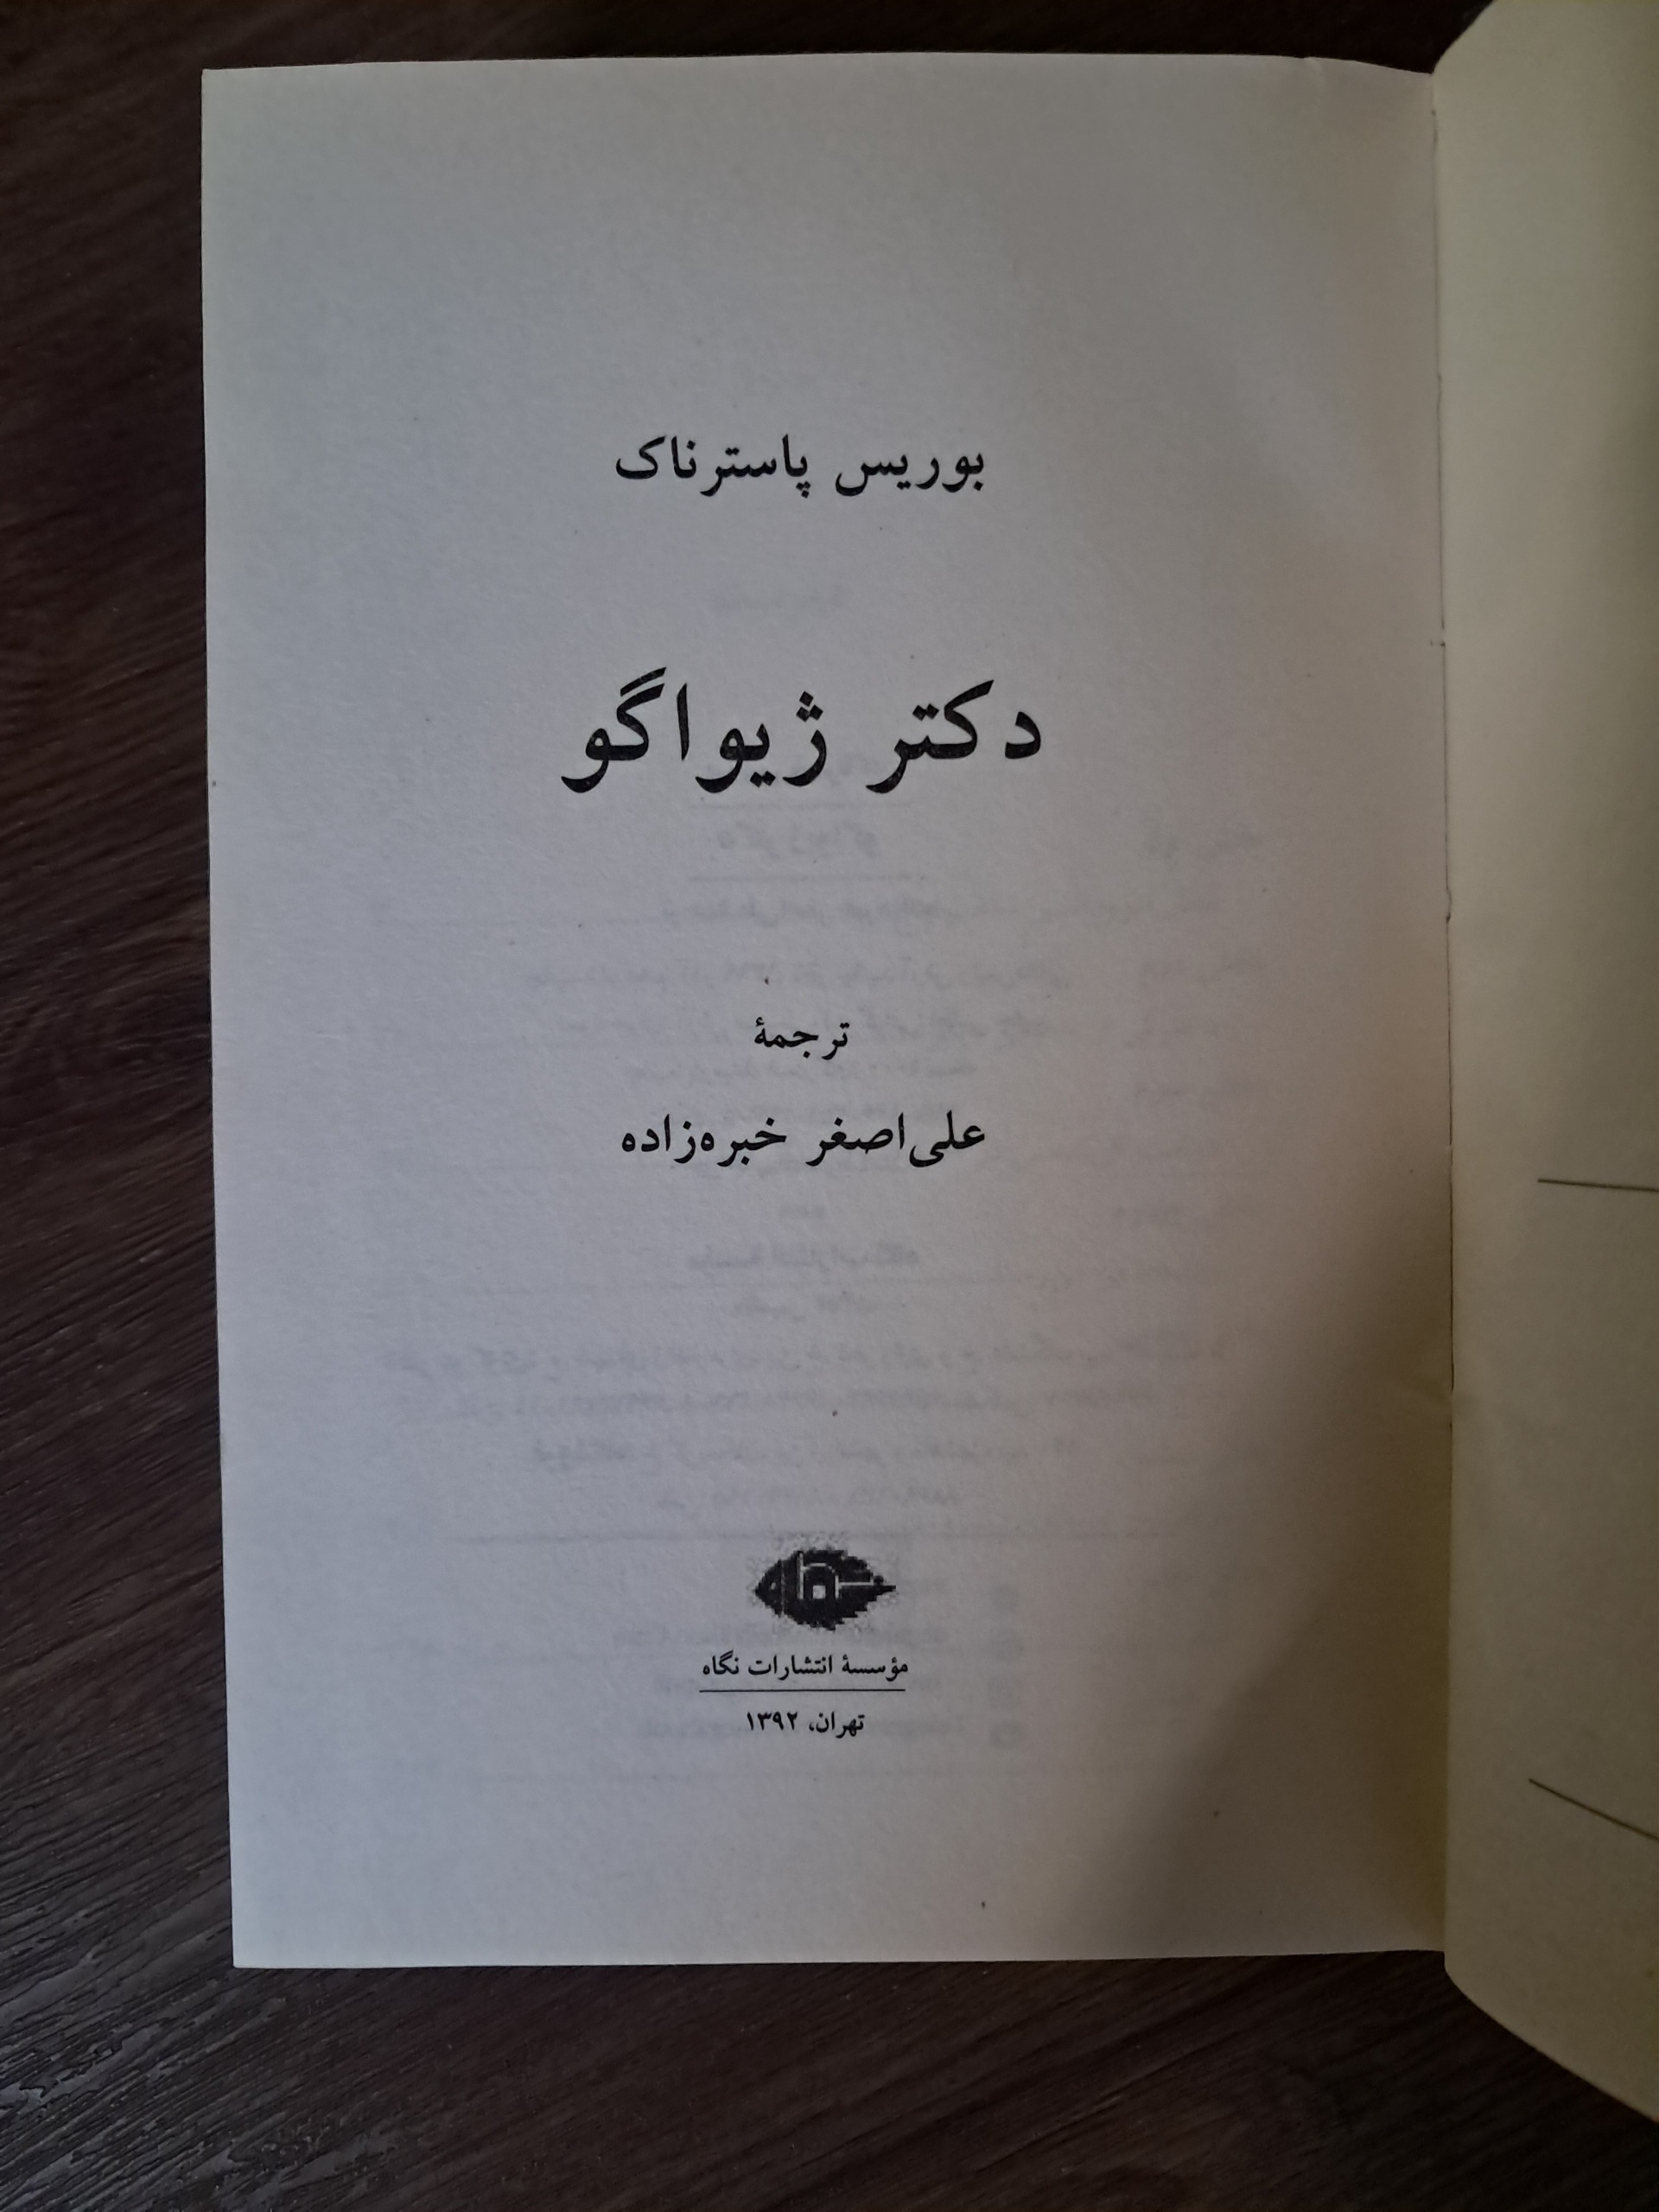 بوریس پاسترناک
دکتر ژیواگو
ترجمهٔ
علی‌اصغر خبره‌زاده
مؤسسهٔ انتشارات نگاه
تهران، ۱۳۹۲